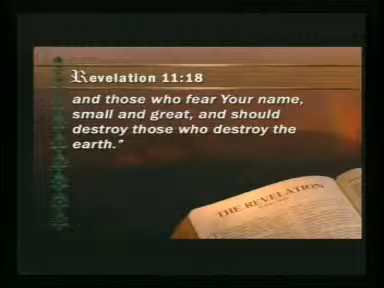 Revelation 11:18
and those who fear Your name,
small and great, and should
destroy those who destroy the
earth."
THE REVELATION